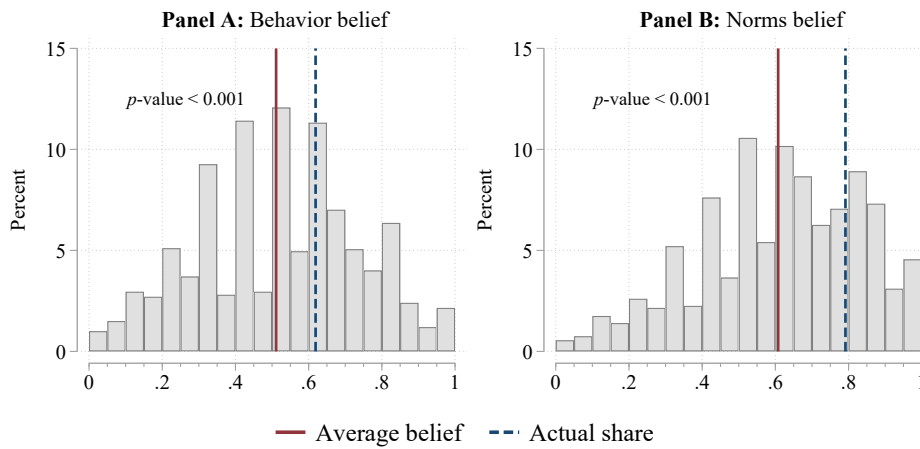 Panel A: Behavior belief
Panel B: Norms belief
15
10
5
0
Percent
p-value < 0.001
0 .2 .4 .6 .8 1
15
10
5
0
Percent
p-value < 0.001
0 .2 .4 .6 .8 1
Average belief Actual share